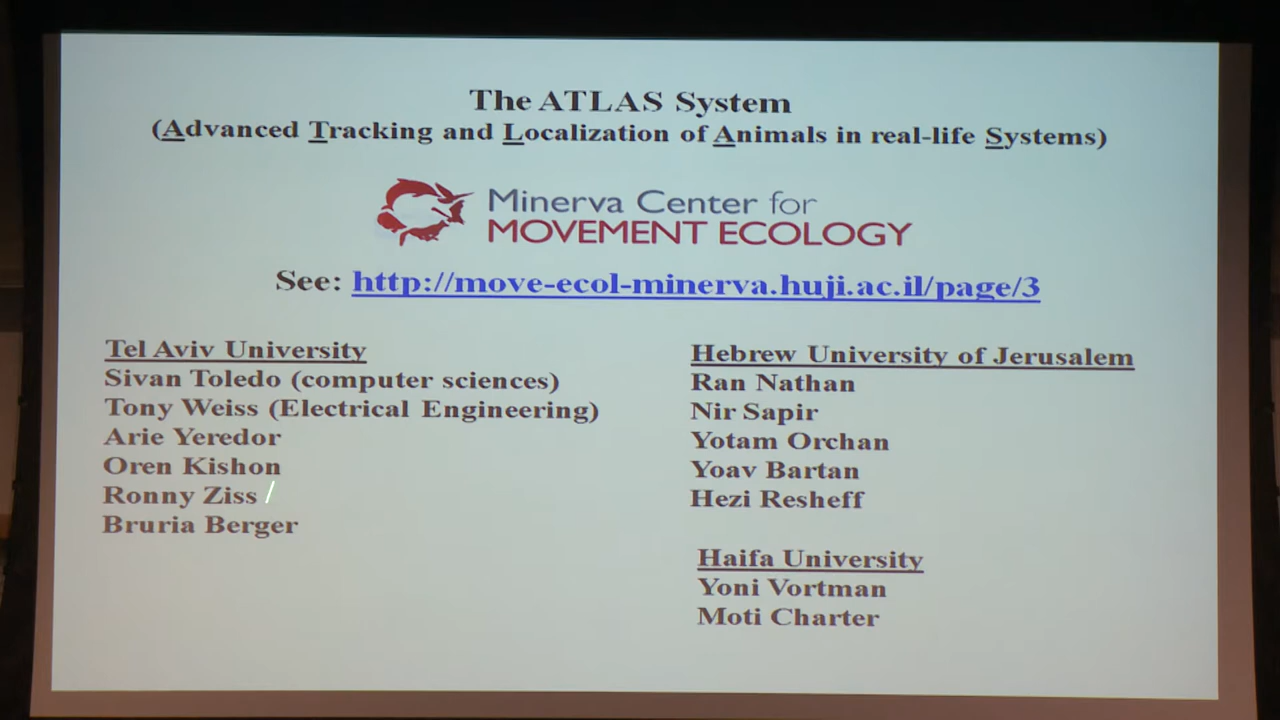 The ATLAS System
(Advanced Tracking and Localization of Animals in real-life Systems)
Minerva Center for
MOVEMENT ECOLOGY
See: http://move-ecol-minerva.huji.ac.il/page/3
Tel Aviv University
Sivan Toledo (computer sciences)
Tony Weiss (Electrical Engineering)
Arie Yeredor
Oren Kishon
Ronny Ziss
Bruria Berger
Hebrew University of Jerusalem
Ran Nathan
Nir Sapir
Yotam Orchan
Yoav Bartan
Hezi Resheff
Haifa University
Yoni Vortman
Moti Charter